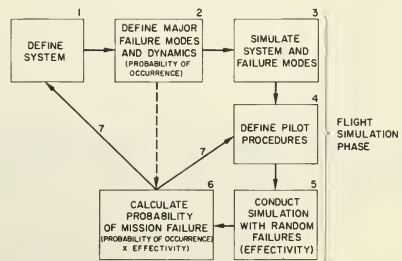 1
DEFINE
SYSTEM
2
DEFINE MAJOR
FAILURE MODES
AND DYNAMICS
(PROBABILITY OF
OCCURRENCE)
3
SIMULATE
SYSTEM AND
FAILURE MODES
4
DEFINE PILOT
PROCEDURES
FLIGHT
SIMULATION
PHASE
7
7
6
CALCULATE
PROBABILITY
OF MISSION FAILURE
(PROBABILITY OF OCCURRENCE)
X EFFECTIVITY)
5
CONDUCT
SIMULATION
WITH RANDOM
FAILURES
(EFFECTIVITY)